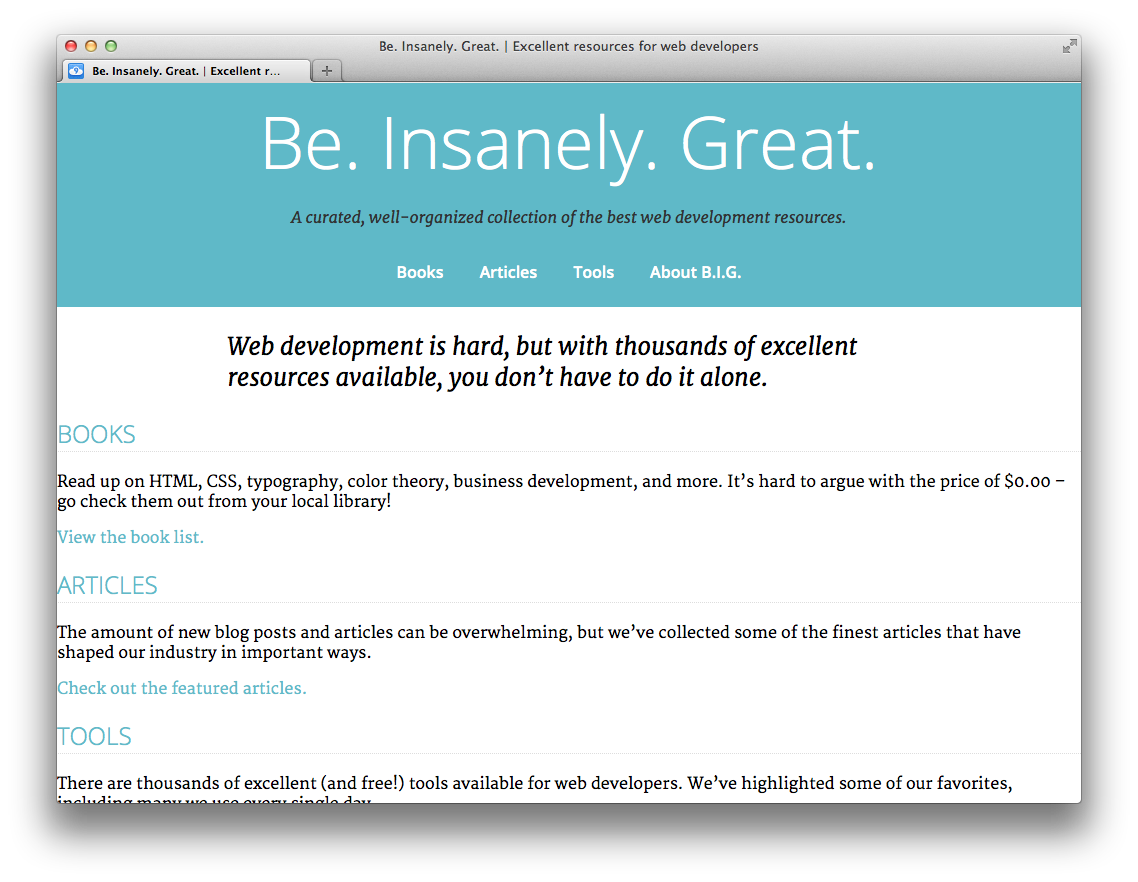 Be. Insanely. Great. | Excellent resources for web developers
Be. Insanely. Great. | Excellent r...
Be. Insanely. Great.
A curated, well-organized collection of the best web development resources.
Books Articles Tools About B.I.G.
Web development is hard, but with thousands of excellent
resources available, you don’t have to do it alone.
BOOKS
Read up on HTML, CSS, typography, color theory, business development, and more. It’s hard to argue with the price of $0.00 –
go check them out from your local library!
View the book list.
ARTICLES
The amount of new blog posts and articles can be overwhelming, but we’ve collected some of the finest articles that have
shaped our industry in important ways.
Check out the featured articles.
TOOLS
There are thousands of excellent (and free!) tools available for web developers. We’ve highlighted some of our favorites,
including many we use every single day.